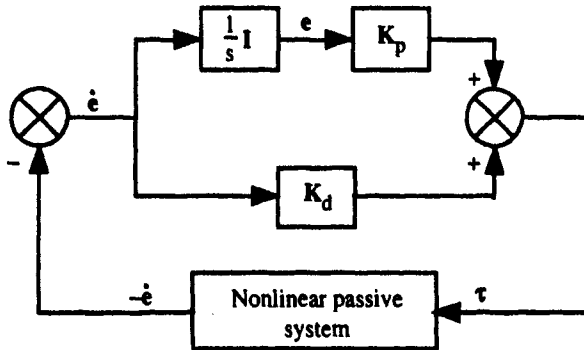 1/s I
e
K_p
ė
+
−
+
K_d
−ė
Nonlinear passive
system
τ